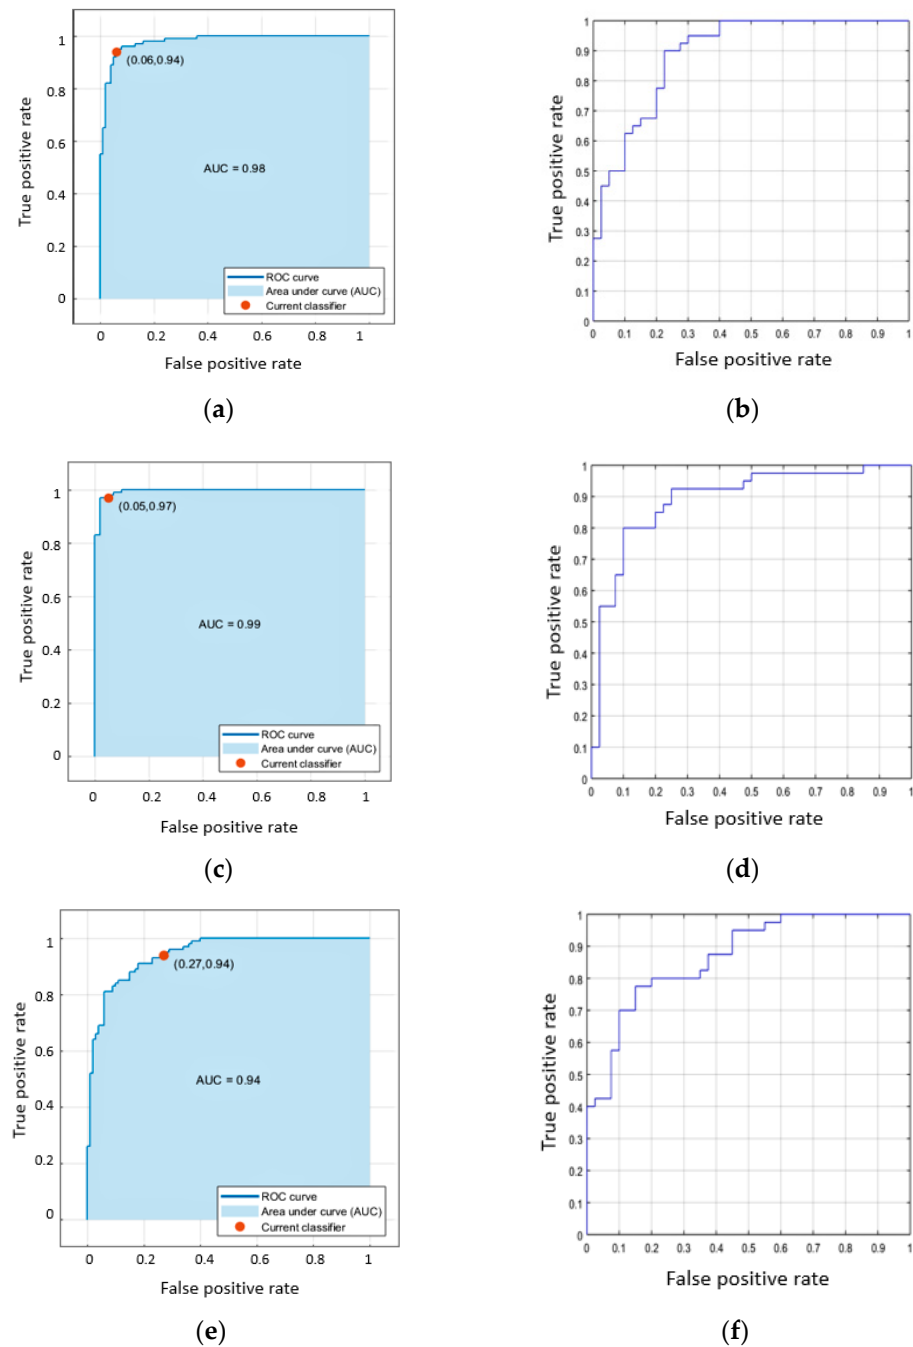 1
0.8
0.6
0.4
0.2
0
True positive rate
(0.06,0.94)
AUC = 0.98
ROC curve
Area under curve (AUC)
Current classifier
0 0.2 0.4 0.6 0.8 1
False positive rate
(a)
1
0.9
0.8
0.7
0.6
0.5
0.4
0.3
0.2
0.1
0
True positive rate
0 0.1 0.2 0.3 0.4 0.5 0.6 0.7 0.8 0.9 1
False positive rate
(b)
1
0.8
0.6
0.4
0.2
0
True positive rate
(0.05,0.97)
AUC = 0.99
ROC curve
Area under curve (AUC)
Current classifier
0 0.2 0.4 0.6 0.8 1
False positive rate
(c)
1
0.9
0.8
0.7
0.6
0.5
0.4
0.3
0.2
0.1
0
True positive rate
0 0.1 0.2 0.3 0.4 0.5 0.6 0.7 0.8 0.9 1
False positive rate
(d)
1
0.8
0.6
0.4
0.2
0
True positive rate
(0.27,0.94)
AUC = 0.94
ROC curve
Area under curve (AUC)
Current classifier
0 0.2 0.4 0.6 0.8 1
False positive rate
(e)
1
0.9
0.8
0.7
0.6
0.5
0.4
0.3
0.2
0.1
0
True positive rate
0 0.1 0.2 0.3 0.4 0.5 0.6 0.7 0.8 0.9 1
False positive rate
(f)